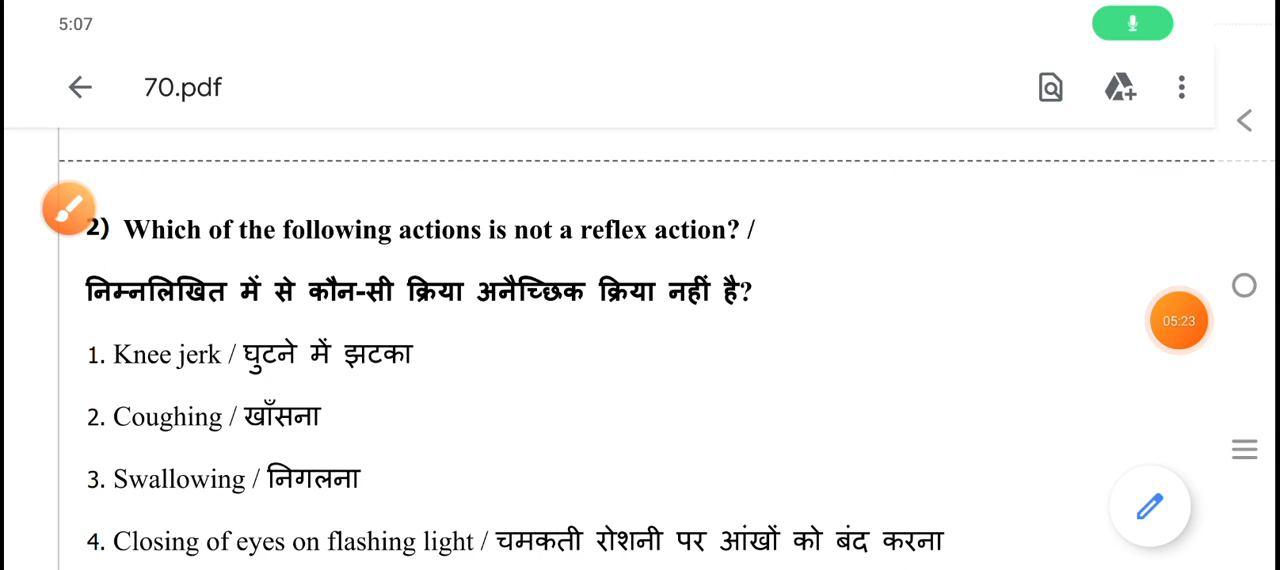 5:07
70.pdf
2) Which of the following actions is not a reflex action? /
निम्नलिखित में से कौन-सी क्रिया अनैच्छिक क्रिया नहीं है?
05:23
1. Knee jerk / घुटने में झटका
2. Coughing / खाँसना
3. Swallowing / निगलना
4. Closing of eyes on flashing light / चमकती रोशनी पर आंखों को बंद करना